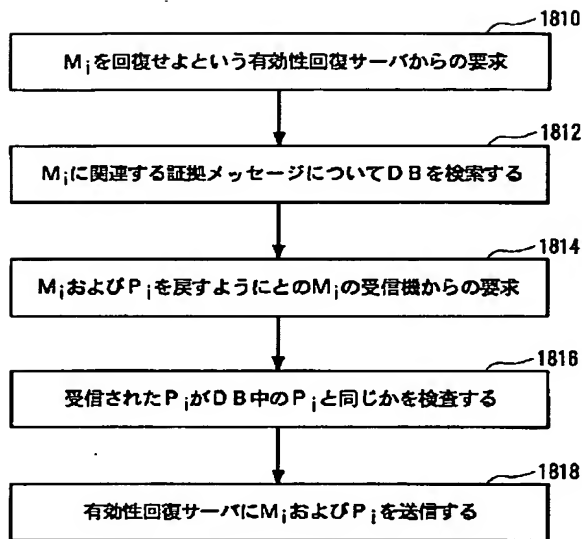 1810
Miを回復せよという有効性回復サーバからの要求
1812
Miに関連する証拠メッセージについてDBを検索する
1814
MiおよびPiを戻すようにとのMiの受信機からの要求
1816
受信されたPiがDB中のPiと同じかを検査する
1818
有効性回復サーバにMiおよびPiを送信する